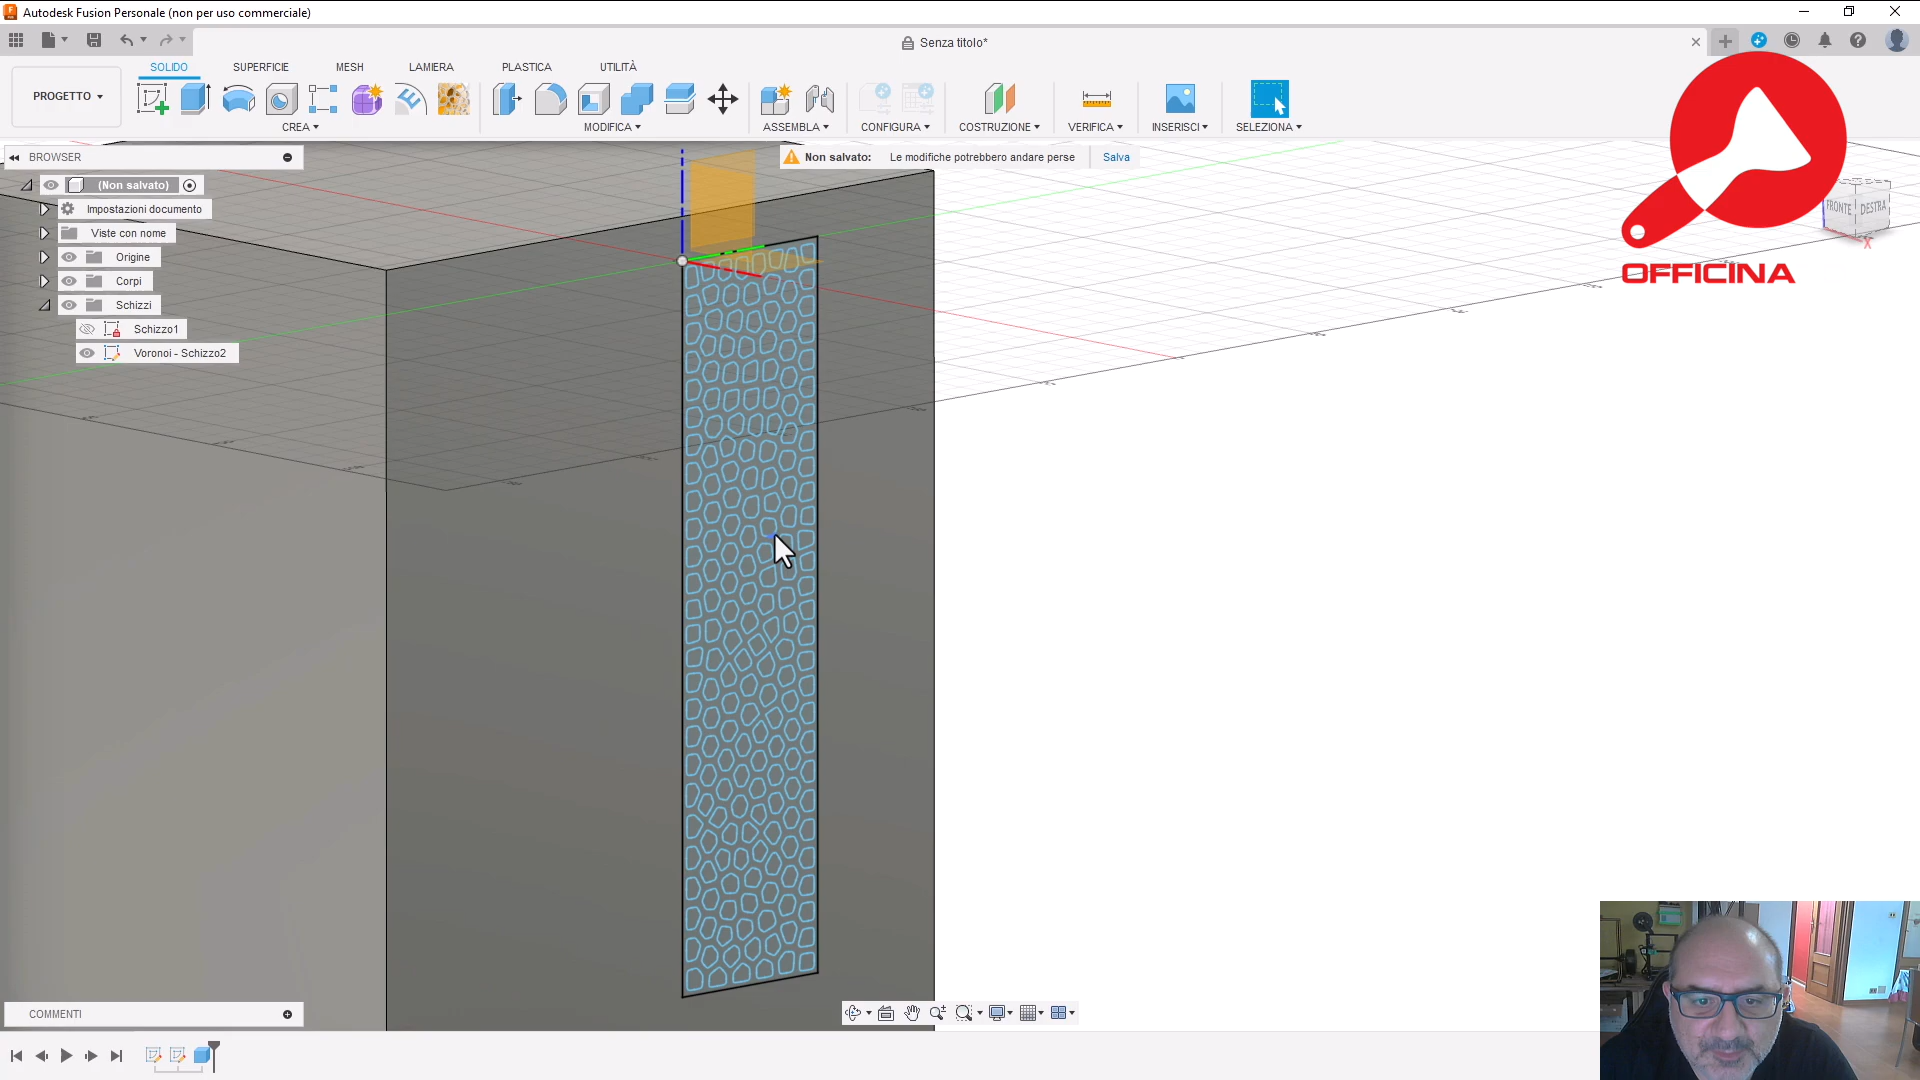 Autodesk Fusion Personale (non per uso commerciale)
Senza titolo*
PROGETTO
SOLIDO
SUPERFICIE
MESH
LAMIERA
PLASTICA
UTILITÀ
CREA
MODIFICA
ASSEMBLA
CONFIGURA
COSTRUZIONE
VERIFICA
INSERISCI
SELEZIONA
BROWSER
Non salvato: Le modifiche potrebbero andare perse Salva
(Non salvato)
Impostazioni documento
Viste con nome
Origine
Corpi
Schizzi
Schizzo1
Voronoi - Schizzo2
FRONTE DESTRA
X
OFFICINA
COMMENTI